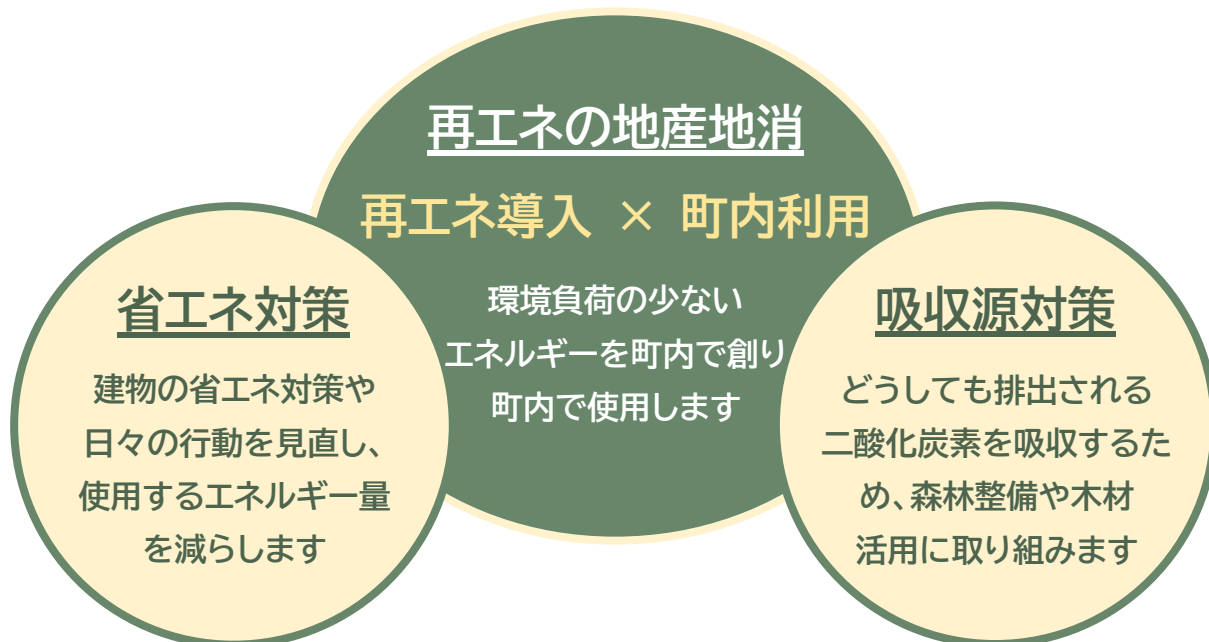 再エネの地産地消
再エネ導入 × 町内利用
環境負荷の少ない
エネルギーを町内で創り
町内で使用します
省エネ対策
建物の省エネ対策や
日々の行動を見直し、
使用するエネルギー量
を減らします
吸収源対策
どうしても排出される
二酸化炭素を吸収するた
め、森林整備や木材
活用に取り組みます